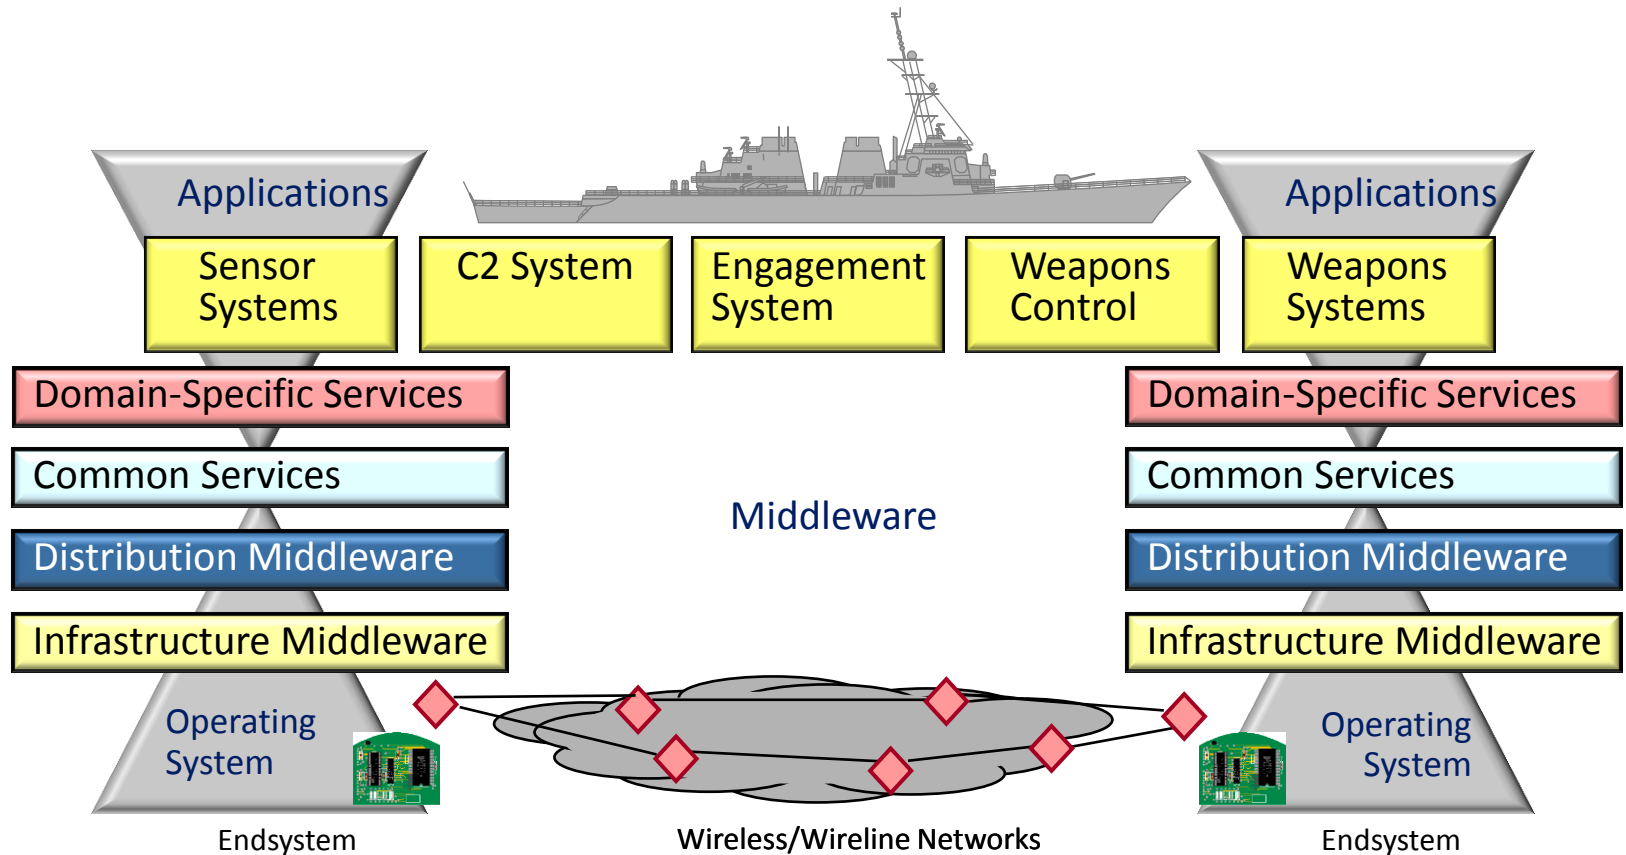 Applications
Applications
Sensor
Systems
C2 System
Engagement
System
Weapons
Control
Weapons
Systems
Domain-Specific Services
Domain-Specific Services
Common Services
Common Services
Middleware
Distribution Middleware
Distribution Middleware
Infrastructure Middleware
Infrastructure Middleware
Operating
System
Operating
System
Endsystem
Wireless/Wireline Networks
Endsystem